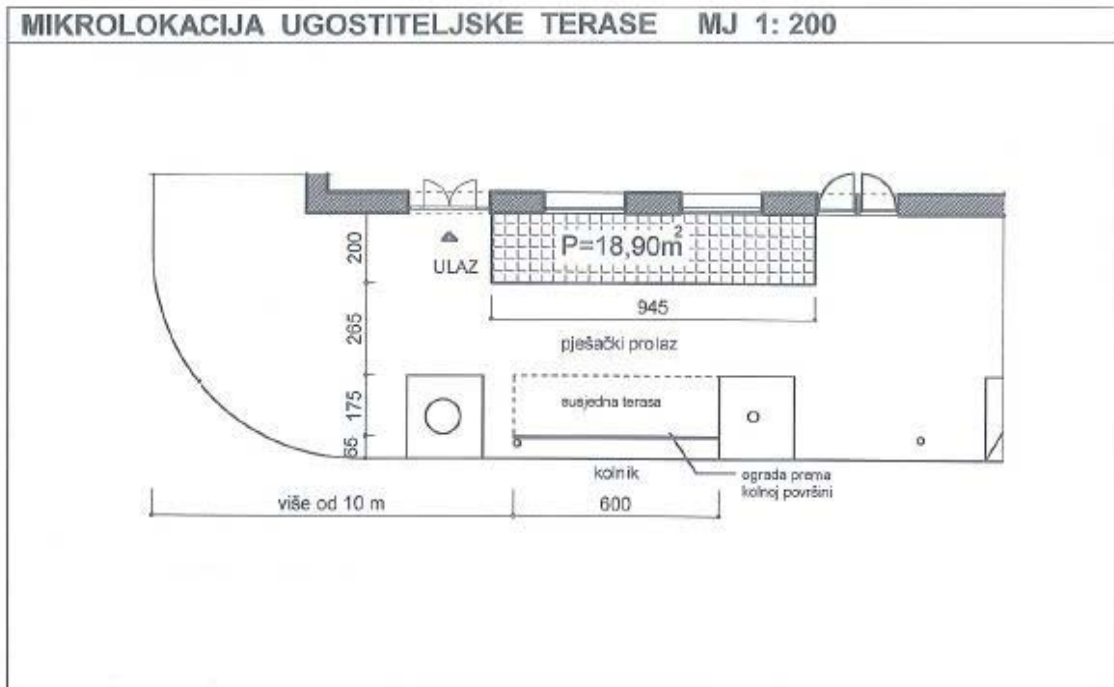 MIKROLOKACIJA UGOSTITELJSKE TERASE MJ 1: 200
P=18,90m²
ULAZ
200
945
265
pješački prolaz
175
susjedna terasa
65
kolnik
ograda prema
kolnoj površini
više od 10 m
600